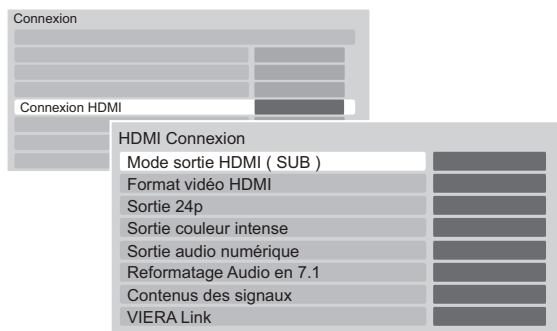 Connexion
Connexion HDMI
HDMI Connexion
Mode sortie HDMI ( SUB )
Format vidéo HDMI
Sortie 24p
Sortie couleur intense
Sortie audio numérique
Reformatage Audio en 7.1
Contenus des signaux
VIERA Link